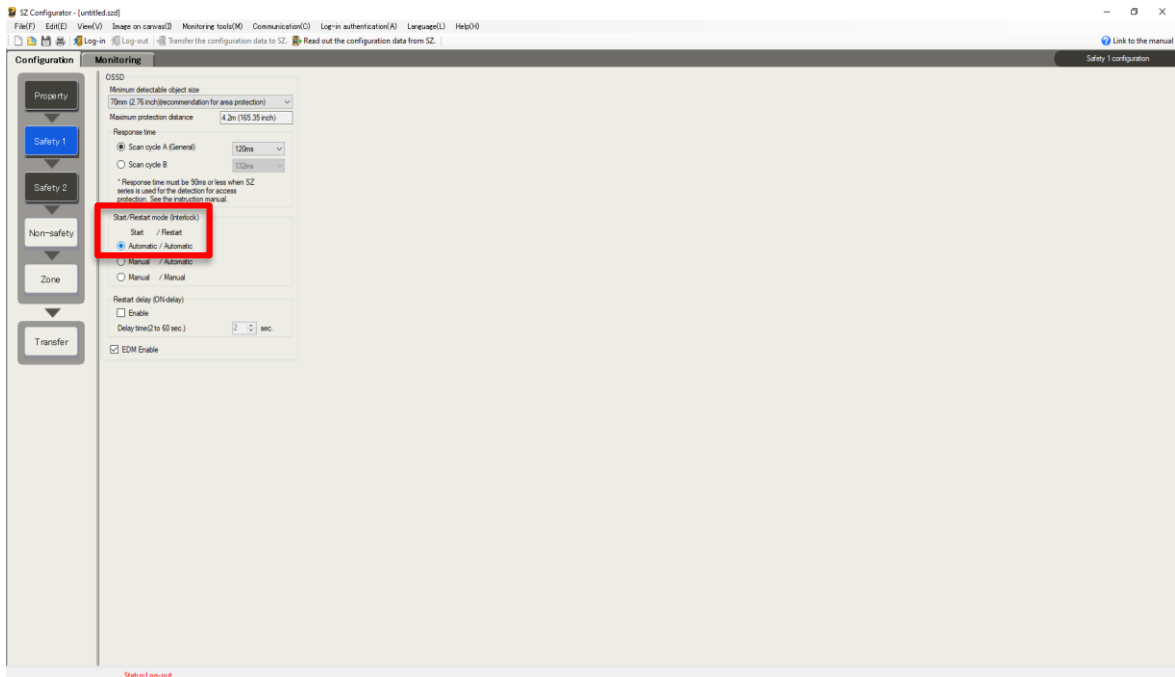 SZ Configurator - [untitled.szd]
File(F) Edit(E) View(V) Image on canvas(I) Monitoring tools(M) Communication(C) Log-in authentication(A) Language(L) Help(H)
Log-in Log-out Transfer the configuration data to SZ. Read out the configuration data from SZ. Link to the manual
Configuration Monitoring Safety 1 configuration
Property
Safety 1
Safety 2
Non-safety
Zone
Transfer
OSSD
Minimum detectable object size
70mm (2.76 inch)(recommendation for area protection)
Maximum protection distance 4.2m (165.35 inch)
Response time
Scan cycle A (General) 120ms
Scan cycle B 132ms
* Response time must be 90ms or less when SZ
series is used for the detection for access
protection. See the instruction manual.
Start/Restart mode (Interlock)
Start / Restart
Automatic / Automatic
Manual / Automatic
Manual / Manual
Restart delay (ON-delay)
Enable
Delay time(2 to 60 sec.) 2 sec.
EDM Enable
Status:Log-out